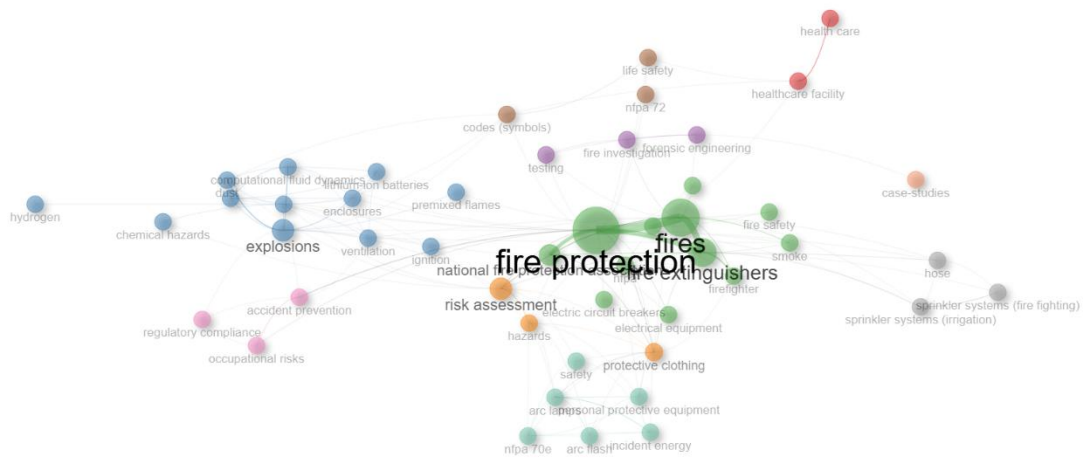 health care
life safety
healthcare facility
nfpa 72
codes (symbols)
fire investigation
forensic engineering
testing
computational fluid dynamics
lithium-ion batteries
dust
case-studies
enclosures
premixed flames
hydrogen
chemical hazards
fire safety
explosions
ventilation
ignition
fires
smoke
fire protection
national fire protection
nfpa
fire extinguishers
hose
firefighter
risk assessment
accident prevention
electric circuit breakers
sprinkler systems (fire fighting)
sprinkler systems (irrigation)
regulatory compliance
electrical equipment
hazards
occupational risks
protective clothing
safety
arc lamps
personal protective equipment
nfpa 70e
arc flash
incident energy